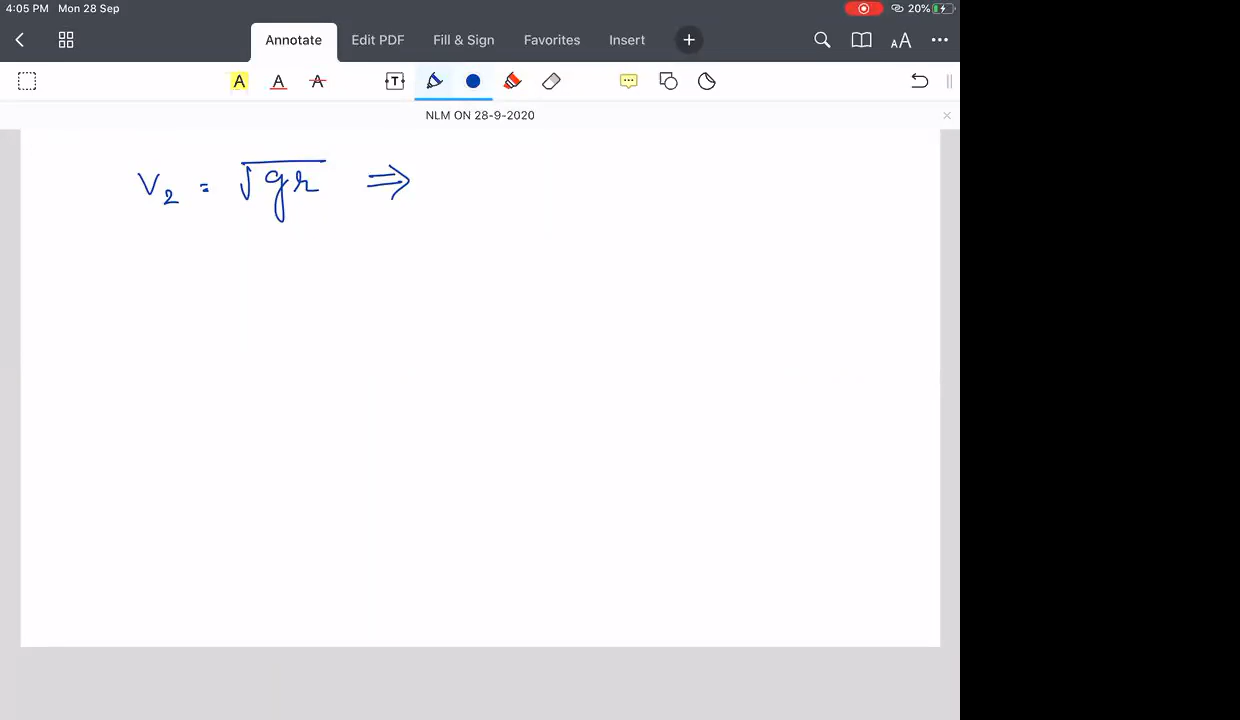 4:05 PM Mon 28 Sep 20%
Annotate Edit PDF Fill & Sign Favorites Insert + AA
A A A T
NLM ON 28-9-2020 ×
V₂ = √gr ⇒